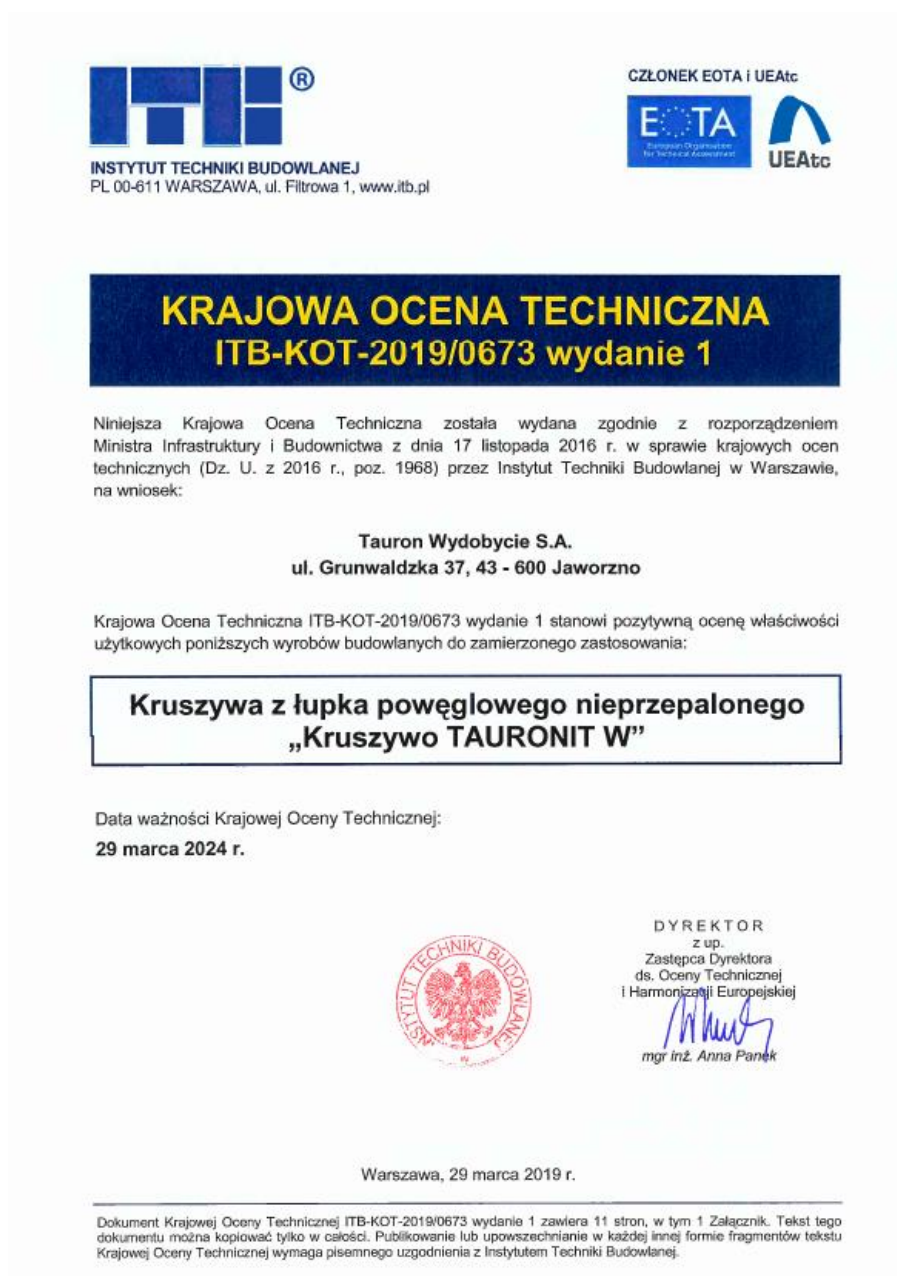 ITB®
INSTYTUT TECHNIKI BUDOWLANEJ
PL 00-611 WARSZAWA, ul. Filtrowa 1, www.itb.pl
CZŁONEK EOTA i UEAtc
EOTA
European Organisation
for Technical Assessment
UEAtc
KRAJOWA OCENA TECHNICZNA
ITB-KOT-2019/0673 wydanie 1
Niniejsza Krajowa Ocena Techniczna została wydana zgodnie z rozporządzeniem
Ministra Infrastruktury i Budownictwa z dnia 17 listopada 2016 r. w sprawie krajowych ocen
technicznych (Dz. U. z 2016 r., poz. 1968) przez Instytut Techniki Budowlanej w Warszawie,
na wniosek:
Tauron Wydobycie S.A.
ul. Grunwaldzka 37, 43 - 600 Jaworzno
Krajowa Ocena Techniczna ITB-KOT-2019/0673 wydanie 1 stanowi pozytywną ocenę właściwości
użytkowych poniższych wyrobów budowlanych do zamierzonego zastosowania:
Kruszywa z łupka powęglowego nieprzepalonego
„Kruszywo TAURONIT W”
Data ważności Krajowej Oceny Technicznej:
29 marca 2024 r.
INSTYTUT TECHNIKI BUDOWLANEJ
DYREKTOR
z up.
Zastępca Dyrektora
ds. Oceny Technicznej
i Harmonizacji Europejskiej
mgr inż. Anna Panek
Warszawa, 29 marca 2019 r.
Dokument Krajowej Oceny Technicznej ITB-KOT-2019/0673 wydanie 1 zawiera 11 stron, w tym 1 Załącznik. Tekst tego
dokumentu można kopiować tylko w całości. Publikowanie lub upowszechnianie w każdej innej formie fragmentów tekstu
Krajowej Oceny Technicznej wymaga pisemnego uzgodnienia z Instytutem Techniki Budowlanej.